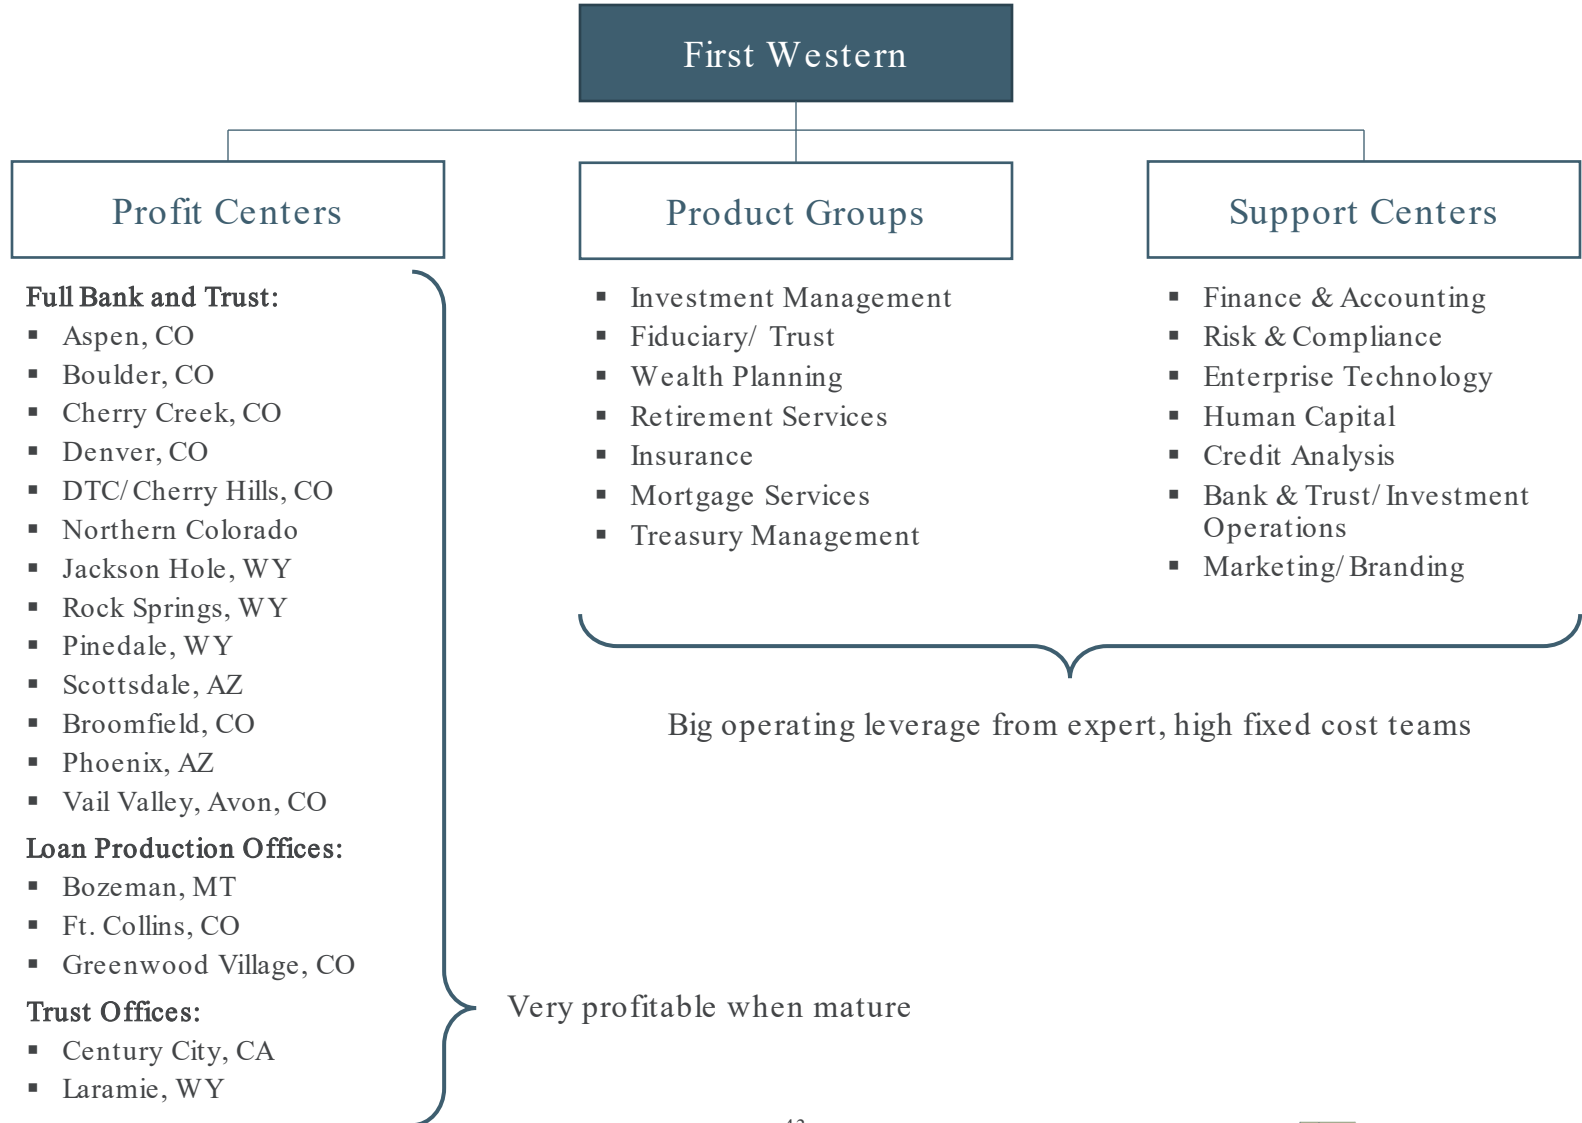 First Western
Profit Centers
Product Groups
Support Centers
Full Bank and Trust:
▪ Aspen, CO
▪ Boulder, CO
▪ Cherry Creek, CO
▪ Denver, CO
▪ DTC/Cherry Hills, CO
▪ Northern Colorado
▪ Jackson Hole, WY
▪ Rock Springs, WY
▪ Pinedale, WY
▪ Scottsdale, AZ
▪ Broomfield, CO
▪ Phoenix, AZ
▪ Vail Valley, Avon, CO
Loan Production Offices:
▪ Bozeman, MT
▪ Ft. Collins, CO
▪ Greenwood Village, CO
Trust Offices:
▪ Century City, CA
▪ Laramie, WY
Very profitable when mature
▪ Investment Management
▪ Fiduciary/ Trust
▪ Wealth Planning
▪ Retirement Services
▪ Insurance
▪ Mortgage Services
▪ Treasury Management
▪ Finance & Accounting
▪ Risk & Compliance
▪ Enterprise Technology
▪ Human Capital
▪ Credit Analysis
▪ Bank & Trust/Investment
Operations
▪ Marketing/Branding
Big operating leverage from expert, high fixed cost teams